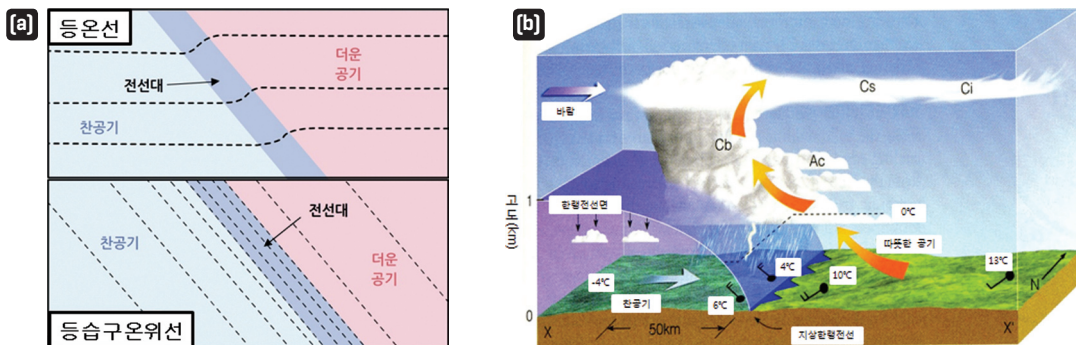 (a)
등온선
더운
공기
전선대
찬공기
전선대
찬공기
더운
공기
등습구온위선
(b)
바람
Cs
Ci
Cb
Ac
1
한랭전선면
0℃
고도(km)
따뜻한 공기
13℃
4℃
-4℃
10℃
N
찬공기
6℃
0
X
50km
지상한랭전선
X'